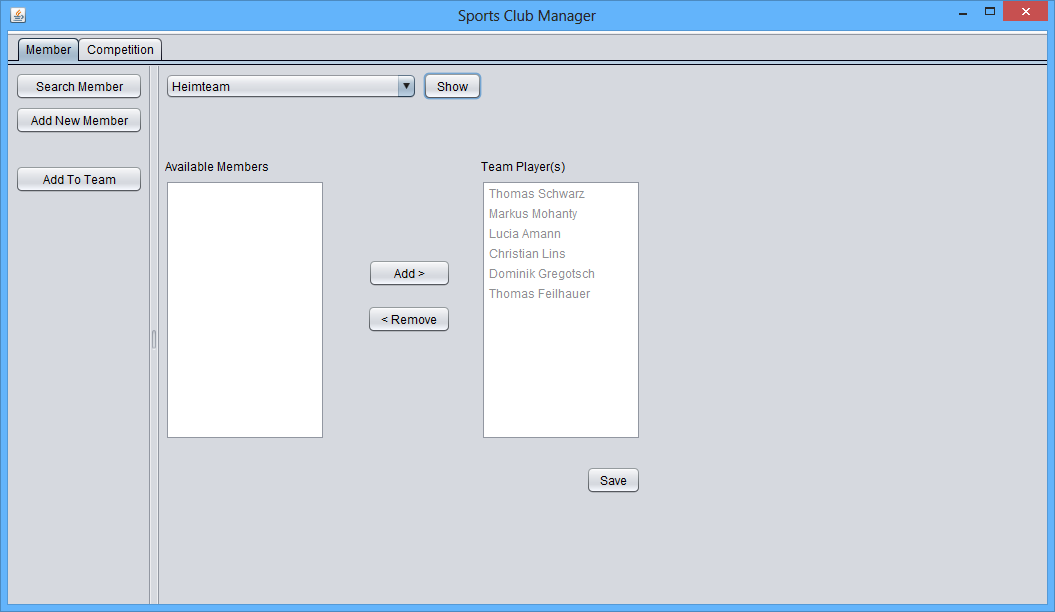 Sports Club Manager
Member Competition
Search Member
Heimteam
Show
Add New Member
Add To Team
Available Members
Team Player(s)
Thomas Schwarz
Markus Mohanty
Lucia Amann
Christian Lins
Dominik Gregotsch
Thomas Feilhauer
Add >
< Remove
Save